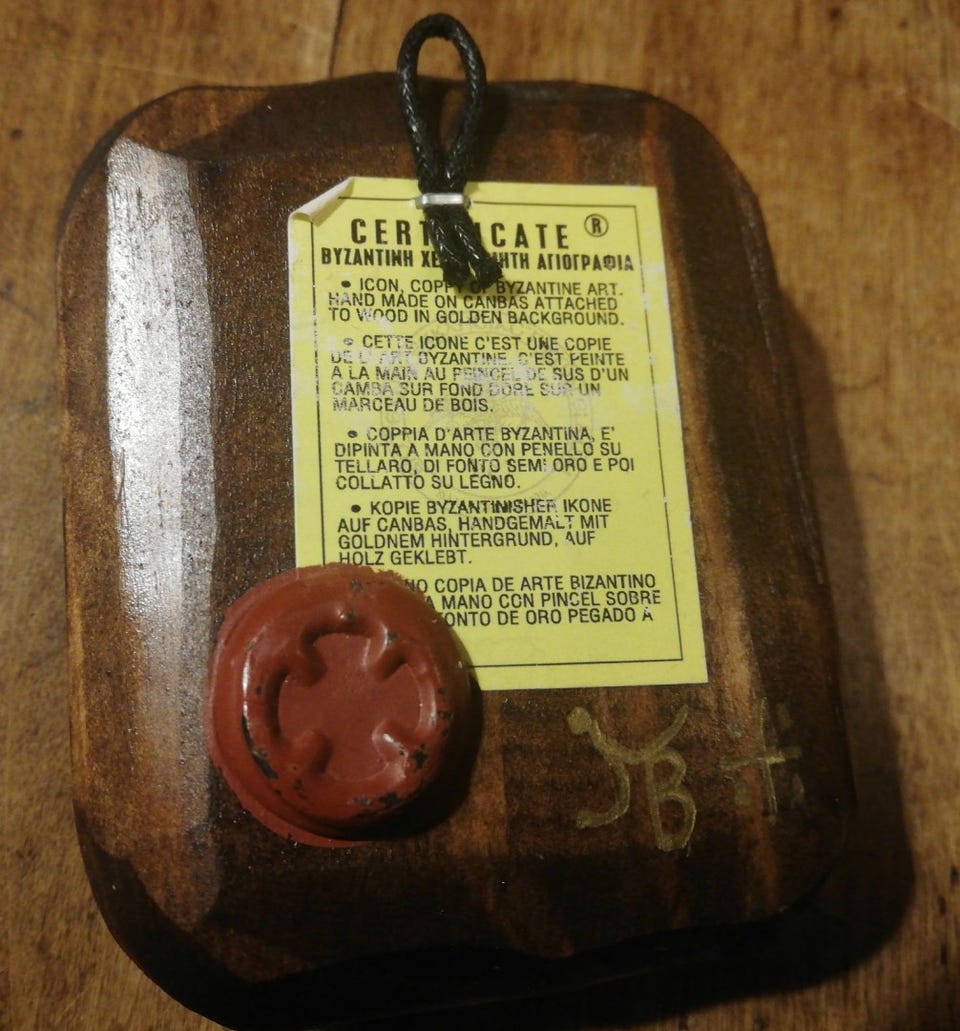 CERTIFICATE ®
ΒΥΖΑΝΤΙΝΗ ΑΓΙΟΓΡΑΦΙΑ
• ICON, COPPY OF BYZANTINE ART.
HAND MADE ON CANBAS ATTACHED
TO WOOD IN GOLDEN BACKGROUND.
• CETTE ICONE C'EST UNE COPIE
DE L' ART BYZANTINE, C'EST PEINTE
A LA MAIN AU PEINCEL DE SUS D'UN
CAMBA SUR FOND DORE SUR UN
MARCEAU DE BOIS.
• COPPIA D'ARTE BYZANTINA, E'
DIPINTA A MANO CON PENELLO SU
TELLARO, DI FONTO SEMI ORO E POI
COLLATTO SU LEGNO.
• KOPIE BYZANTINISHER IKONE
AUF CANBAS, HANDGEMALT MIT
GOLDNEM HINTERGRUND, AUF
HOLZ GEKLEBT.
COPIA DE ARTE BIZANTINO
A MANO CON PINCEL SOBRE
FONTO DE ORO PEGADO A